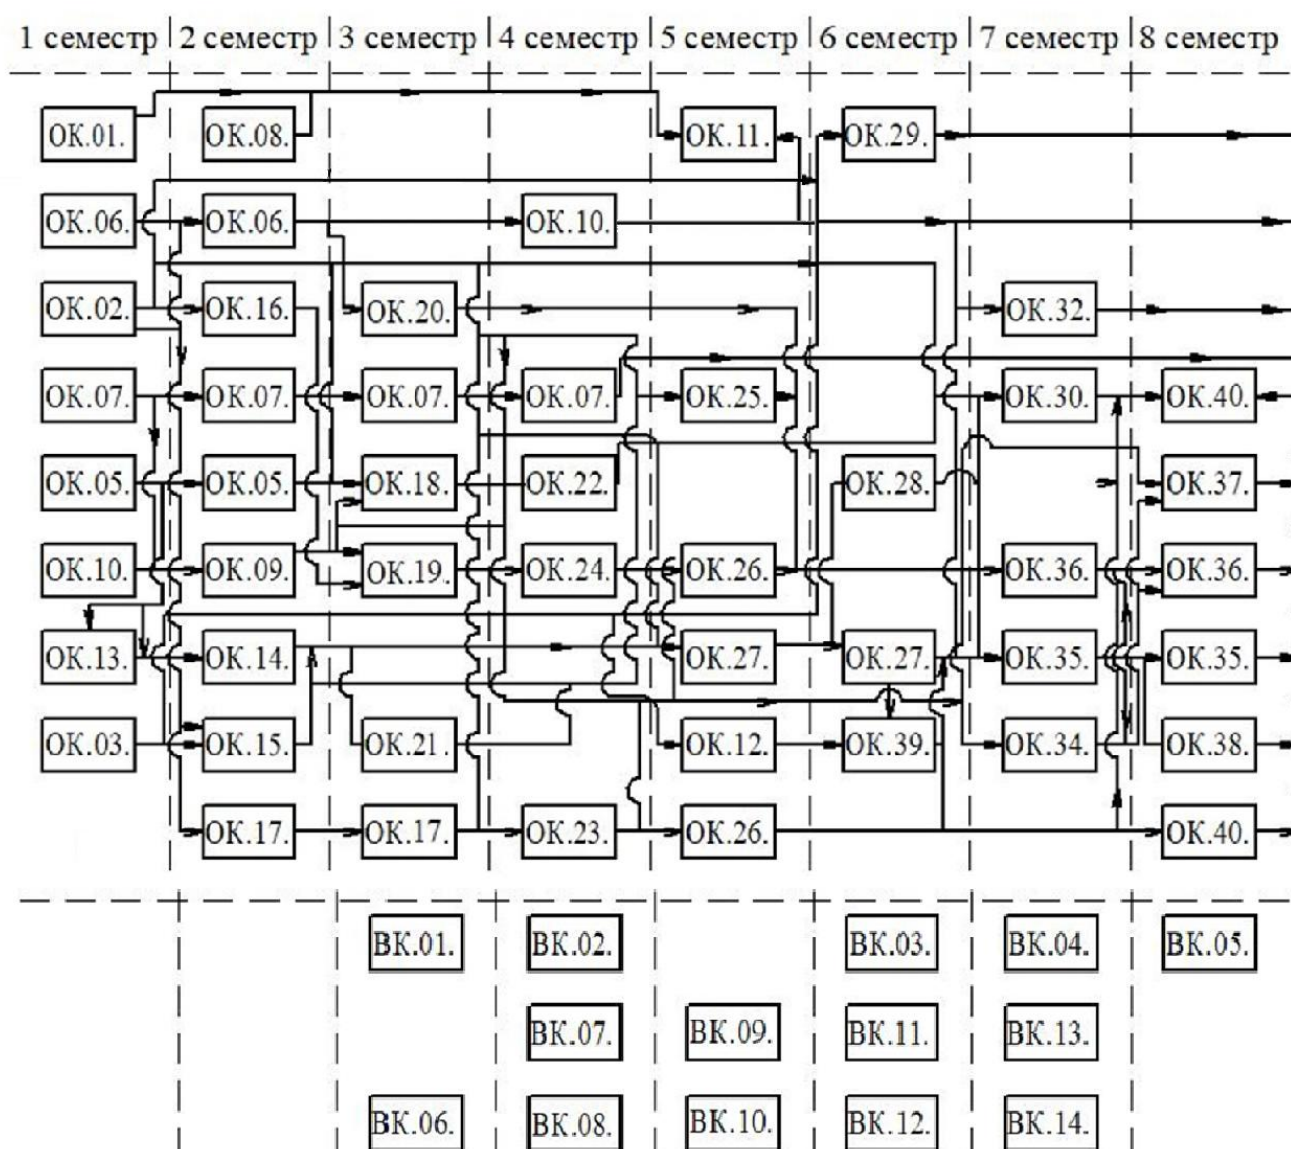 1 семестр 2 семестр 3 семестр 4 семестр 5 семестр 6 семестр 7 семестр 8 семестр
ОК.01. ОК.08. ОК.11. ОК.29.
ОК.06. ОК.06. ОК.10.
ОК.02. ОК.16. ОК.20. ОК.32.
ОК.07. ОК.07. ОК.07. ОК.07. ОК.25. ОК.30. ОК.40.
ОК.05. ОК.05. ОК.18. ОК.22. ОК.28. ОК.37.
ОК.10. ОК.09. ОК.19. ОК.24. ОК.26. ОК.36. ОК.36.
ОК.13. ОК.14. ОК.27. ОК.27. ОК.35. ОК.35.
ОК.03. ОК.15. ОК.21. ОК.12. ОК.39. ОК.34. ОК.38.
ОК.17. ОК.17. ОК.23. ОК.26. ОК.40.
ВК.01. ВК.02. ВК.03. ВК.04. ВК.05.
ВК.07. ВК.09. ВК.11. ВК.13.
ВК.06. ВК.08. ВК.10. ВК.12. ВК.14.